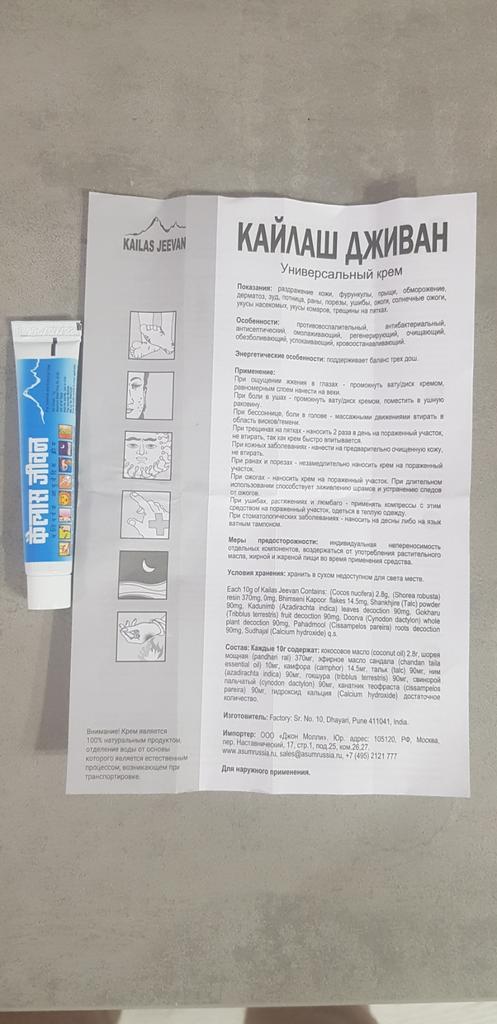 कैलास जीवन
KAILAS JEEVAN
КАЙЛАШ ДЖИВАН
Универсальный крем
Показания: раздражение кожи, фурункулы, прыщи, обморожение,
дерматоз, зуд, потница, раны, порезы, ушибы, ожоги, солнечные ожоги,
укусы насекомых, укусы комаров, трещины на пятках.
Особенности: противовоспалительный, антибактериальный,
антисептический, омолаживающий, регенерирующий, очищающий,
обезболивающий, успокаивающий, кровоостанавливающий.
Энергетические особенности: поддерживает баланс трех дош.
Применение:
При ощущении жжения в глазах - промокнуть вату/диск кремом,
равномерным слоем нанести на веки.
При боли в ушах - промокнуть вату/диск кремом, поместить в ушную
раковину.
При бессоннице, боли в голове - массажными движениями втирать в
область висков/темени.
При трещинах на пятках - наносить 2 раза в день на пораженный участок,
не втирать, так как крем быстро впитывается.
При кожных заболеваниях - нанести на предварительно очищенную кожу,
не втирать.
При ранах и порезах - незамедлительно наносить крем на пораженный
участок.
При ожогах - наносить крем на пораженный участок. При длительном
использовании способствует заживлению шрамов и устранению следов
от ожогов.
При ушибах, растяжениях и люмбаго - применять компрессы с этим
средством на пораженный участок, одеться в теплую одежду.
При стоматологических заболеваниях - наносить на десны либо на язык
ватным тампоном.
Меры предосторожности: индивидуальная непереносимость
отдельных компонентов, воздержаться от употребления растительного
масла, жирной и жареной пищи во время применения средства.
Условия хранения: хранить в сухом недоступном для света месте.
Each 10g of Kailas Jeevan Contains: (Cocos nucifera) 2.8g, (Shorea robusta)
resin 370mg, 0mg, Bhimseni Kapoor flakes 14.5mg, Shankhjire (Talc) powder
90mg, Kadunimb (Azadirachta indica) leaves decoction 90mg, Gokharu
(Tribblus terrestris) fruit decoction 90mg, Doorva (Cynodon dactylon) whole
plant decoction 90mg, Pahadmool (Cissampelos pareira) roots decoction
90mg, Sudhajal (Calcium hydroxide) q.s.
Состав: Каждые 10г содержат: кокосовое масло (coconut oil) 2.8г, шорея
мощная (pandhari ral) 370мг, эфирное масло сандала (chandan taila
essential oil) 10мг, камфора (camphor) 14.5мг, тальк (talc) 90мг, ним
(azadirachta indica) 90мг, гокшура (tribblus terrestris) 90мг, свинорой
пальчатый (cynodon dactylon) 90мг, канатник теофраста (cissampelos
pareira) 90мг, гидроксид кальция (Calcium hydroxide) достаточное
количество.
Изготовитель: Factory: Sr. No. 10, Dhayari, Pune 411041, India.
Импортер: ООО «Джон Молли», Юр. адрес: 105120, РФ, Москва,
пер. Наставнический, 17, стр.1, под.25, ком.26,27.
www.asumrussia.ru, sales@asumrussia.ru, +7 (495) 2121 777
Для наружного применения.
Внимание! Крем является
100% натуральным продуктом,
отделение воды от основы
которого является естественным
процессом, возникающем при
транспортировке.